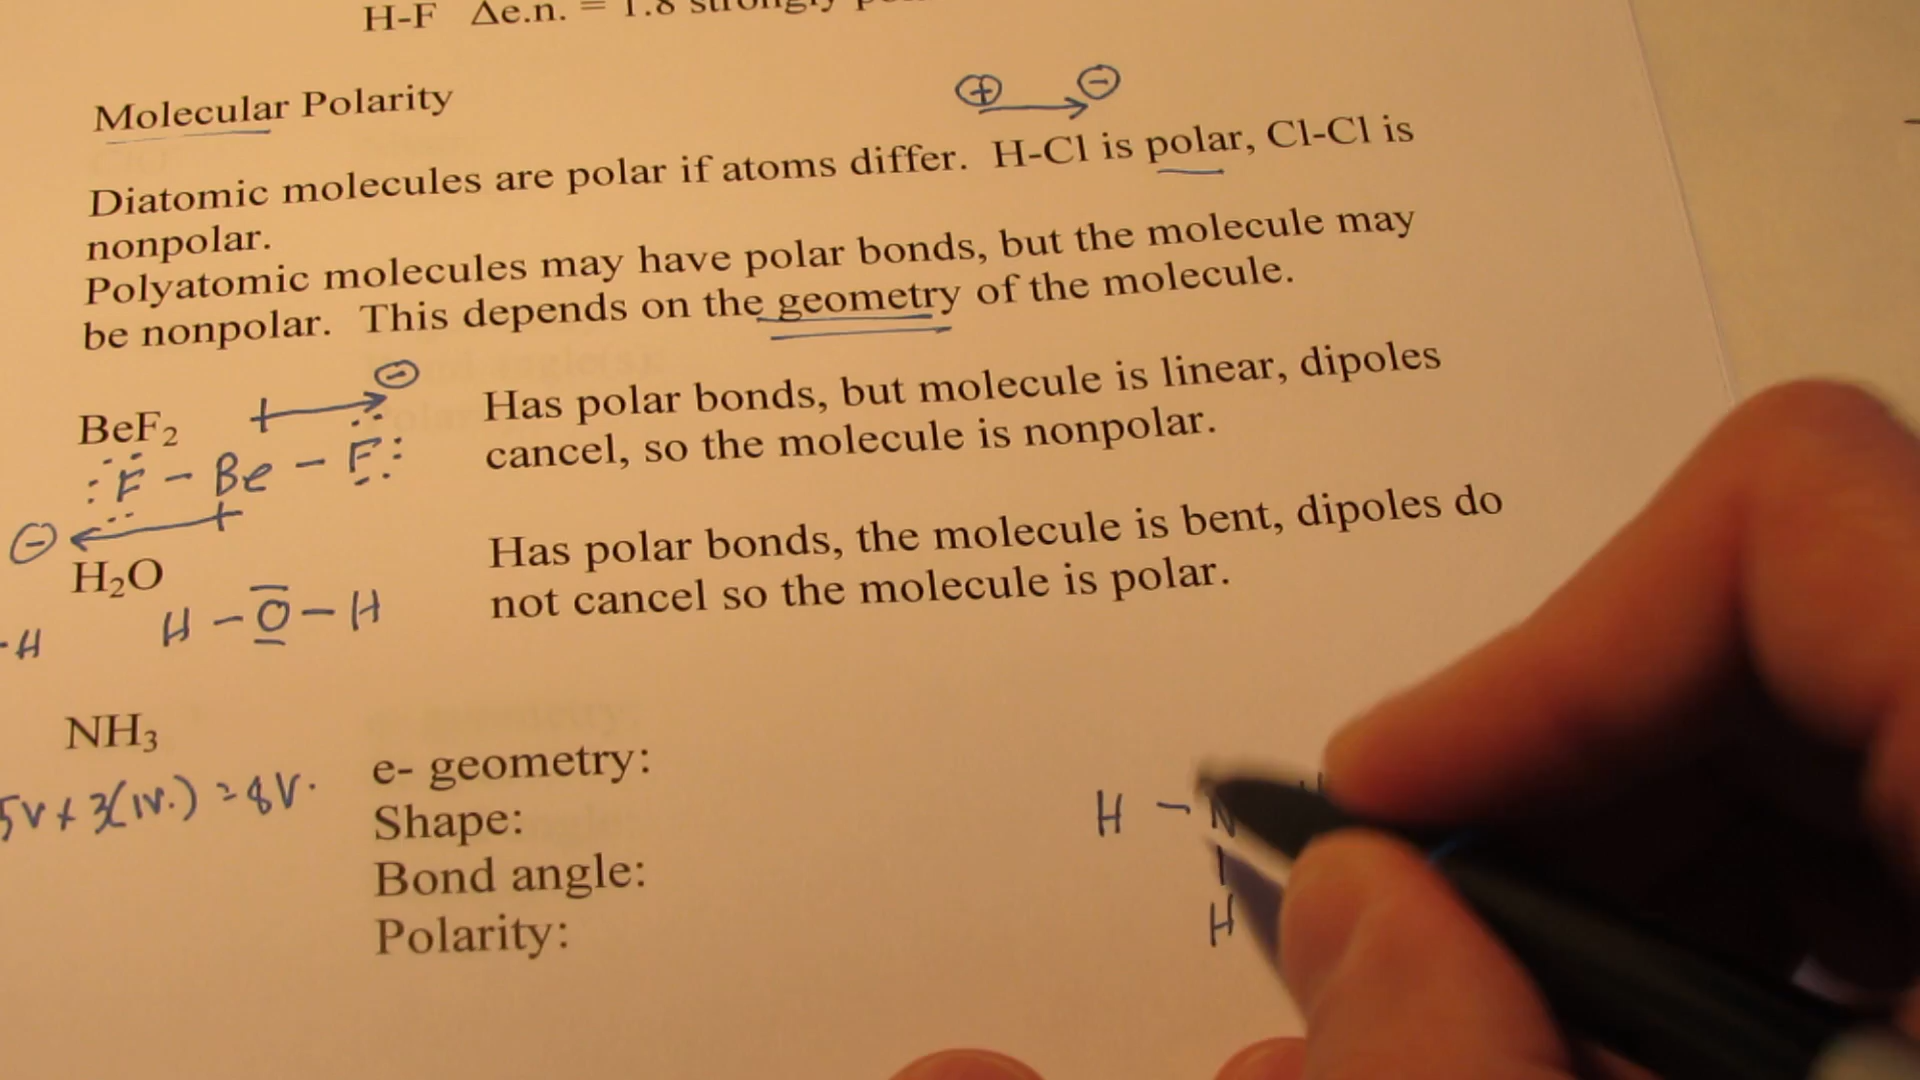 H-F Δe.n. = 1.8 strongly
Molecular Polarity
⊕ ⊖
Diatomic molecules are polar if atoms differ. H-Cl is polar, Cl-Cl is
nonpolar.
Polyatomic molecules may have polar bonds, but the molecule may
be nonpolar. This depends on the geometry of the molecule.
⊖
BeF₂
Has polar bonds, but molecule is linear, dipoles
cancel, so the molecule is nonpolar.
:F - Be - F:
⊖
H₂O
Has polar bonds, the molecule is bent, dipoles do
not cancel so the molecule is polar.
H - O - H
-H
NH₃
5v + 3(1v.) = 8v.
e- geometry:
Shape:
Bond angle:
Polarity:
H - N
|
H